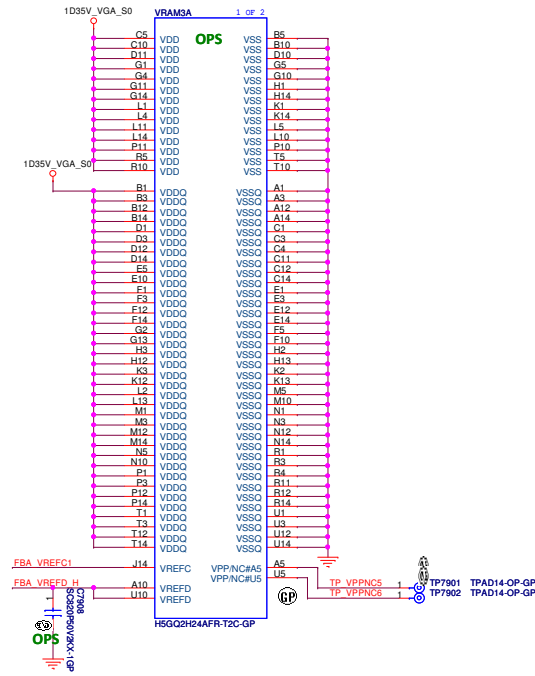 1D35V_VGA_S0
VRAM3A
1 OF 2
OPS
C5 VDD VSS B5
C10 VDD VSS B10
D11 VDD VSS D10
G1 VDD VSS G5
G4 VDD VSS G10
G11 VDD VSS H1
G14 VDD VSS H14
L1 VDD VSS K1
L4 VDD VSS K14
L11 VDD VSS L5
L14 VDD VSS L10
P11 VDD VSS P10
R5 VDD VSS T5
R10 VDD VSS T10
1D35V_VGA_S0
B1 VDDQ VSSQ A1
B3 VDDQ VSSQ A3
B12 VDDQ VSSQ A12
B14 VDDQ VSSQ A14
D1 VDDQ VSSQ C1
D3 VDDQ VSSQ C3
D12 VDDQ VSSQ C4
D14 VDDQ VSSQ C11
E5 VDDQ VSSQ C12
E10 VDDQ VSSQ C14
F1 VDDQ VSSQ E1
F3 VDDQ VSSQ E3
F12 VDDQ VSSQ E12
F14 VDDQ VSSQ E14
G2 VDDQ VSSQ F5
G13 VDDQ VSSQ F10
H3 VDDQ VSSQ H2
H12 VDDQ VSSQ H13
K3 VDDQ VSSQ K2
K12 VDDQ VSSQ K13
L2 VDDQ VSSQ M5
L13 VDDQ VSSQ M10
M1 VDDQ VSSQ N1
M3 VDDQ VSSQ N3
M12 VDDQ VSSQ N12
M14 VDDQ VSSQ N14
N5 VDDQ VSSQ R1
N10 VDDQ VSSQ R3
P1 VDDQ VSSQ R4
P3 VDDQ VSSQ R11
P12 VDDQ VSSQ R12
P14 VDDQ VSSQ R14
T1 VDDQ VSSQ U1
T3 VDDQ VSSQ U3
T12 VDDQ VSSQ U12
T14 VDDQ VSSQ U14
FBA_VREFC1 J14 VREFC VPP/NC#A5 A5
VPP/NC#U5 U5
FBA_VREFD_H A10 VREFD
U10 VREFD
TP_VPPNC5 1 TP7901 TPAD14-OP-GP
TP_VPPNC6 1 TP7902 TPAD14-OP-GP
GP
H5GQ2H24AFR-T2C-GP
1
C7908
SC820P50V2KX-1GP
OPS